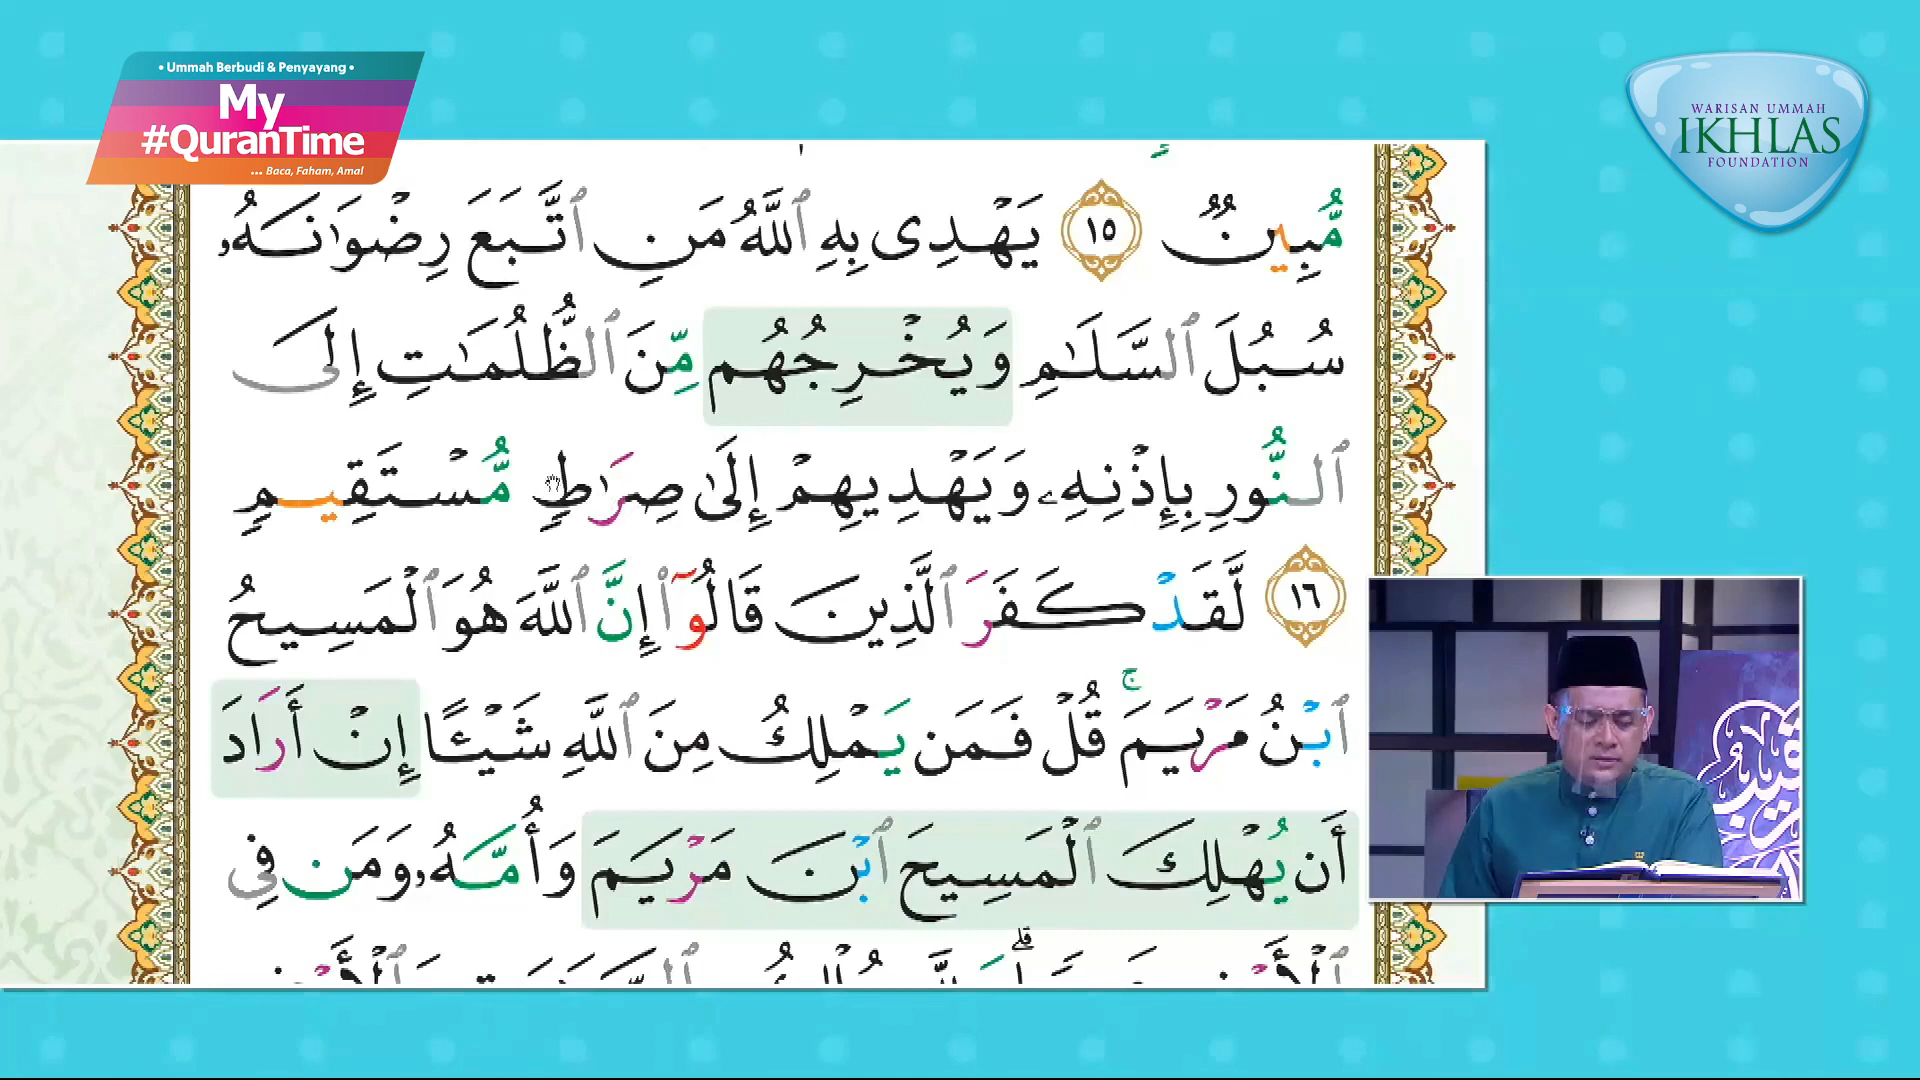 • Ummah Berbudi & Penyayang •
My
#QuranTime
... Baca, Faham, Amal
WARISAN UMMAH
IKHLAS
FOUNDATION
مُّبِينٌ ١٥ يَهْدِى بِهِ ٱللَّهُ مَنِ ٱتَّبَعَ رِضْوَٰنَهُۥ
سُبُلَ ٱلسَّلَٰمِ وَيُخْرِجُهُم مِّنَ ٱلظُّلُمَٰتِ إِلَى
ٱلنُّورِ بِإِذْنِهِۦ وَيَهْدِيهِمْ إِلَىٰ صِرَٰطٍ مُّسْتَقِيمٍ
١٦ لَّقَدْ كَفَرَ ٱلَّذِينَ قَالُوٓا۟ إِنَّ ٱللَّهَ هُوَ ٱلْمَسِيحُ
ٱبْنُ مَرْيَمَ ۚ قُلْ فَمَن يَمْلِكُ مِنَ ٱللَّهِ شَيْـًٔا إِنْ أَرَادَ
أَن يُهْلِكَ ٱلْمَسِيحَ ٱبْنَ مَرْيَمَ وَأُمَّهُۥ وَمَن فِى